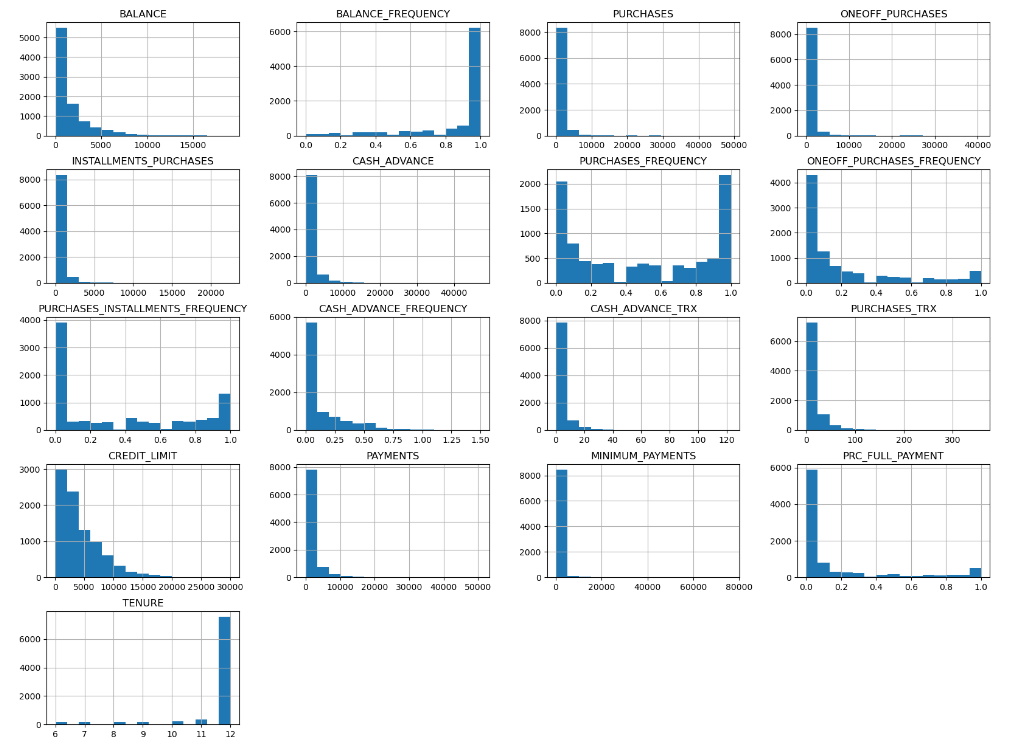 BALANCE
5000
4000
3000
2000
1000
0
0 5000 10000 15000
BALANCE_FREQUENCY
6000
4000
2000
0
0.0 0.2 0.4 0.6 0.8 1.0
PURCHASES
8000
6000
4000
2000
0
0 10000 20000 30000 40000 50000
ONEOFF_PURCHASES
8000
6000
4000
2000
0
0 10000 20000 30000 40000
INSTALLMENTS_PURCHASES
8000
6000
4000
2000
0
0 5000 10000 15000 20000
CASH_ADVANCE
8000
6000
4000
2000
0
0 10000 20000 30000 40000
PURCHASES_FREQUENCY
2000
1500
1000
500
0
0.0 0.2 0.4 0.6 0.8 1.0
ONEOFF_PURCHASES_FREQUENCY
4000
3000
2000
1000
0
0.0 0.2 0.4 0.6 0.8 1.0
PURCHASES_INSTALLMENTS_FREQUENCY
4000
3000
2000
1000
0
0.0 0.2 0.4 0.6 0.8 1.0
CASH_ADVANCE_FREQUENCY
6000
4000
2000
0
0.00 0.25 0.50 0.75 1.00 1.25 1.50
CASH_ADVANCE_TRX
8000
6000
4000
2000
0
0 20 40 60 80 100 120
PURCHASES_TRX
6000
4000
2000
0
0 100 200 300
CREDIT_LIMIT
3000
2000
1000
0
0 5000 10000 15000 20000 25000 30000
PAYMENTS
8000
6000
4000
2000
0
0 10000 20000 30000 40000 50000
MINIMUM_PAYMENTS
8000
6000
4000
2000
0
0 20000 40000 60000 80000
PRC_FULL_PAYMENT
6000
4000
2000
0
0.0 0.2 0.4 0.6 0.8 1.0
TENURE
6000
4000
2000
0
6 7 8 9 10 11 12